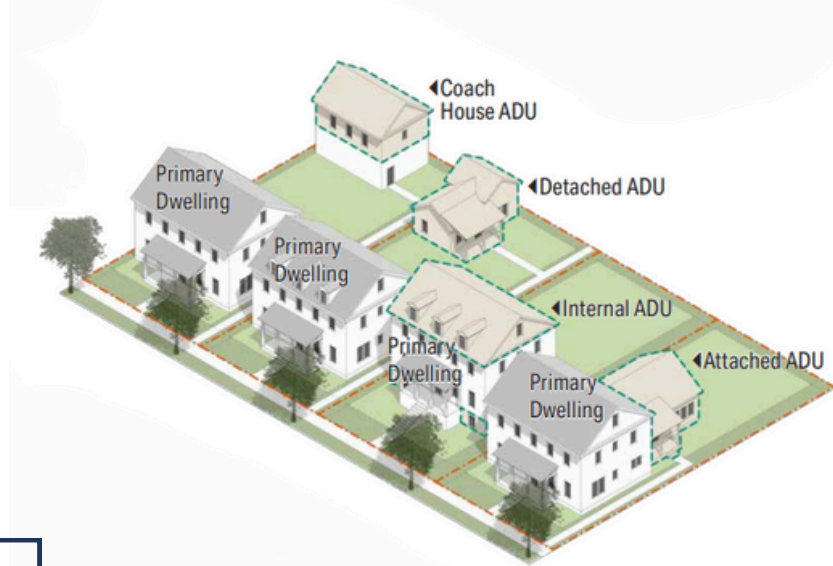 Coach
House ADU
Primary
Dwelling
Detached ADU
Primary
Dwelling
Internal ADU
Primary
Dwelling
Attached ADU
Primary
Dwelling